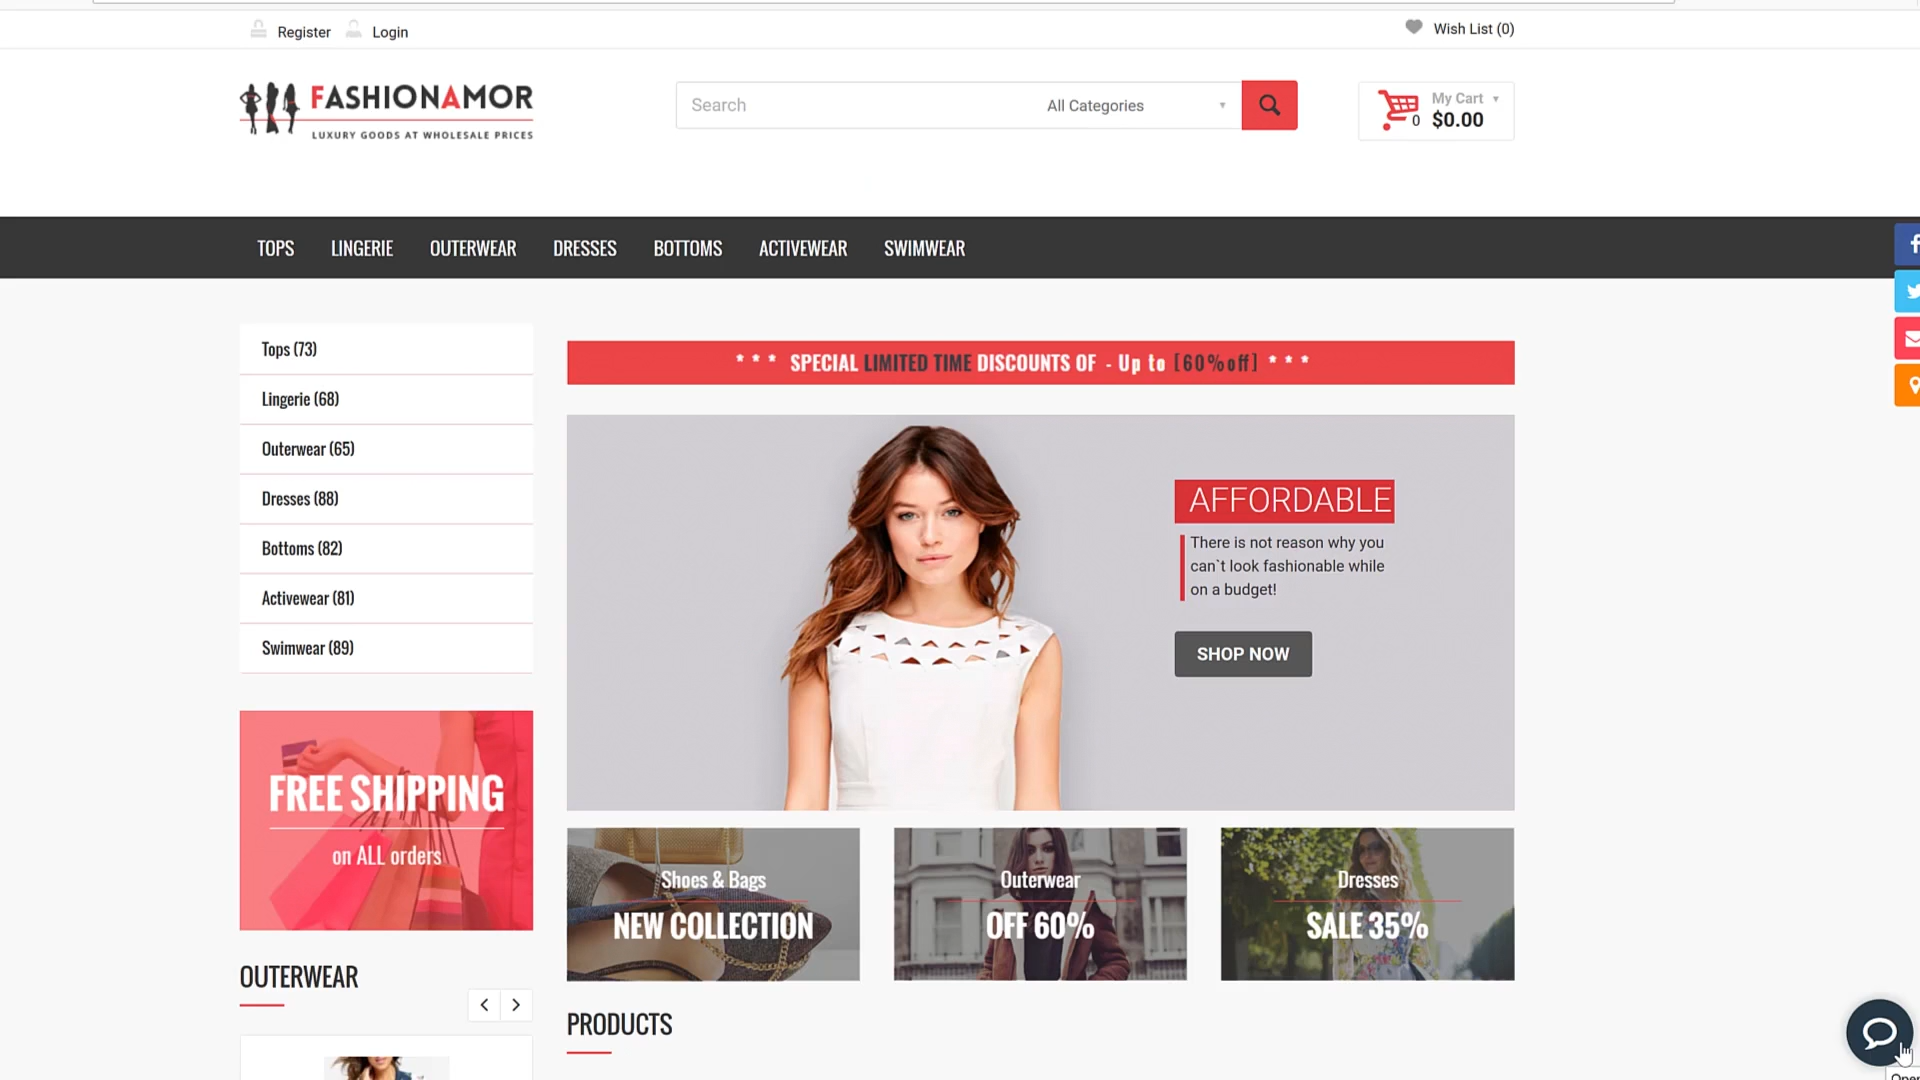 Register
Login
Wish List (0)
FASHIONAMOR
LUXURY GOODS AT WHOLESALE PRICES
Search
All Categories
My Cart
0
$0.00
TOPS
LINGERIE
OUTERWEAR
DRESSES
BOTTOMS
ACTIVEWEAR
SWIMWEAR
Tops (73)
Lingerie (68)
Outerwear (65)
Dresses (88)
Bottoms (82)
Activewear (81)
Swimwear (89)
* * * SPECIAL LIMITED TIME DISCOUNTS OF - Up to [60%off] * * *
AFFORDABLE
There is not reason why you
can`t look fashionable while
on a budget!
SHOP NOW
FREE SHIPPING
on ALL orders
Shoes & Bags
NEW COLLECTION
Outerwear
OFF 60%
Dresses
SALE 35%
OUTERWEAR
PRODUCTS